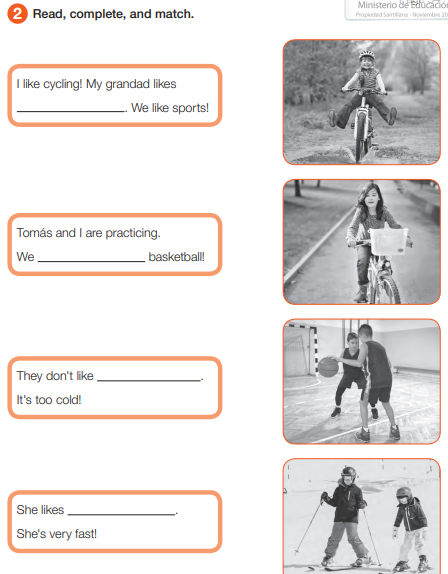 Ministerio de Educación
Propiedad Santillana - Noviembre 20
2 Read, complete, and match.
I like cycling! My grandad likes
________________. We like sports!
Tomás and I are practicing.
We ________________ basketball!
They don't like ________________.
It's too cold!
She likes ________________.
She's very fast!